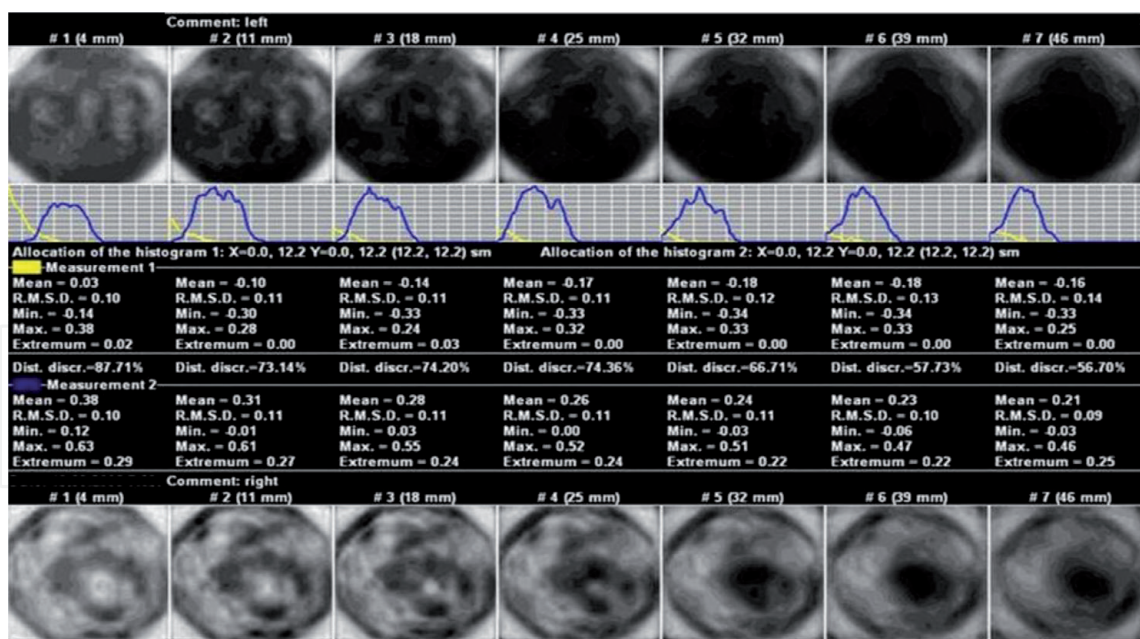 Comment: left
# 1 (4 mm) # 2 (11 mm) # 3 (18 mm) # 4 (25 mm) # 5 (32 mm) # 6 (39 mm) # 7 (46 mm)
Allocation of the histogram 1: X=0.0, 12.2 Y=0.0, 12.2 (12.2, 12.2) sm Allocation of the histogram 2: X=0.0, 12.2 Y=0.0, 12.2 (12.2, 12.2) sm
Measurement 1
Mean = 0.03 Mean = -0.10 Mean = -0.14 Mean = -0.17 Mean = -0.18 Mean = -0.18 Mean = -0.16
R.M.S.D. = 0.10 R.M.S.D. = 0.11 R.M.S.D. = 0.11 R.M.S.D. = 0.11 R.M.S.D. = 0.12 R.M.S.D. = 0.13 R.M.S.D. = 0.14
Min. = -0.14 Min. = -0.30 Min. = -0.33 Min. = -0.33 Min. = -0.34 Min. = -0.34 Min. = -0.33
Max. = 0.38 Max. = 0.28 Max. = 0.24 Max. = 0.32 Max. = 0.33 Max. = 0.33 Max. = 0.25
Extremum = 0.02 Extremum = 0.00 Extremum = 0.03 Extremum = 0.00 Extremum = 0.00 Extremum = 0.00 Extremum = 0.00
Dist. discr.=87.71% Dist. discr.=73.14% Dist. discr.=74.20% Dist. discr.=74.36% Dist. discr.=66.71% Dist. discr.=57.73% Dist. discr.=56.70%
Measurement 2
Mean = 0.38 Mean = 0.31 Mean = 0.28 Mean = 0.26 Mean = 0.24 Mean = 0.23 Mean = 0.21
R.M.S.D. = 0.10 R.M.S.D. = 0.11 R.M.S.D. = 0.11 R.M.S.D. = 0.11 R.M.S.D. = 0.11 R.M.S.D. = 0.10 R.M.S.D. = 0.09
Min. = 0.12 Min. = -0.01 Min. = 0.03 Min. = 0.00 Min. = -0.03 Min. = -0.06 Min. = -0.03
Max. = 0.63 Max. = 0.61 Max. = 0.55 Max. = 0.52 Max. = 0.51 Max. = 0.47 Max. = 0.46
Extremum = 0.29 Extremum = 0.27 Extremum = 0.24 Extremum = 0.24 Extremum = 0.22 Extremum = 0.22 Extremum = 0.25
Comment: right
# 1 (4 mm) # 2 (11 mm) # 3 (18 mm) # 4 (25 mm) # 5 (32 mm) # 6 (39 mm) # 7 (46 mm)